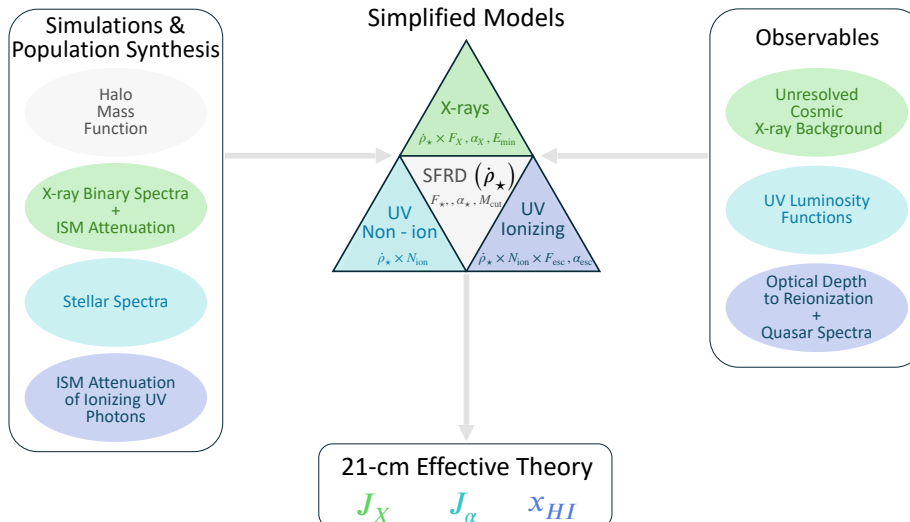 Simulations &
Population Synthesis
Halo
Mass
Function
X-ray Binary Spectra
+
ISM Attenuation
Stellar Spectra
ISM Attenuation
of Ionizing UV
Photons
Simplified Models
X-rays
ρ̇⋆ × F_X , α_X , E_min
SFRD (ρ̇⋆)
F⋆, , α⋆ , M_cut
UV
Non - ion
ρ̇⋆ × N_ion
UV
Ionizing
ρ̇⋆ × N_ion × F_esc, α_esc
Observables
Unresolved
Cosmic
X-ray Background
UV Luminosity
Functions
Optical Depth
to Reionization
+
Quasar Spectra
21-cm Effective Theory
J_X J_α x_HI